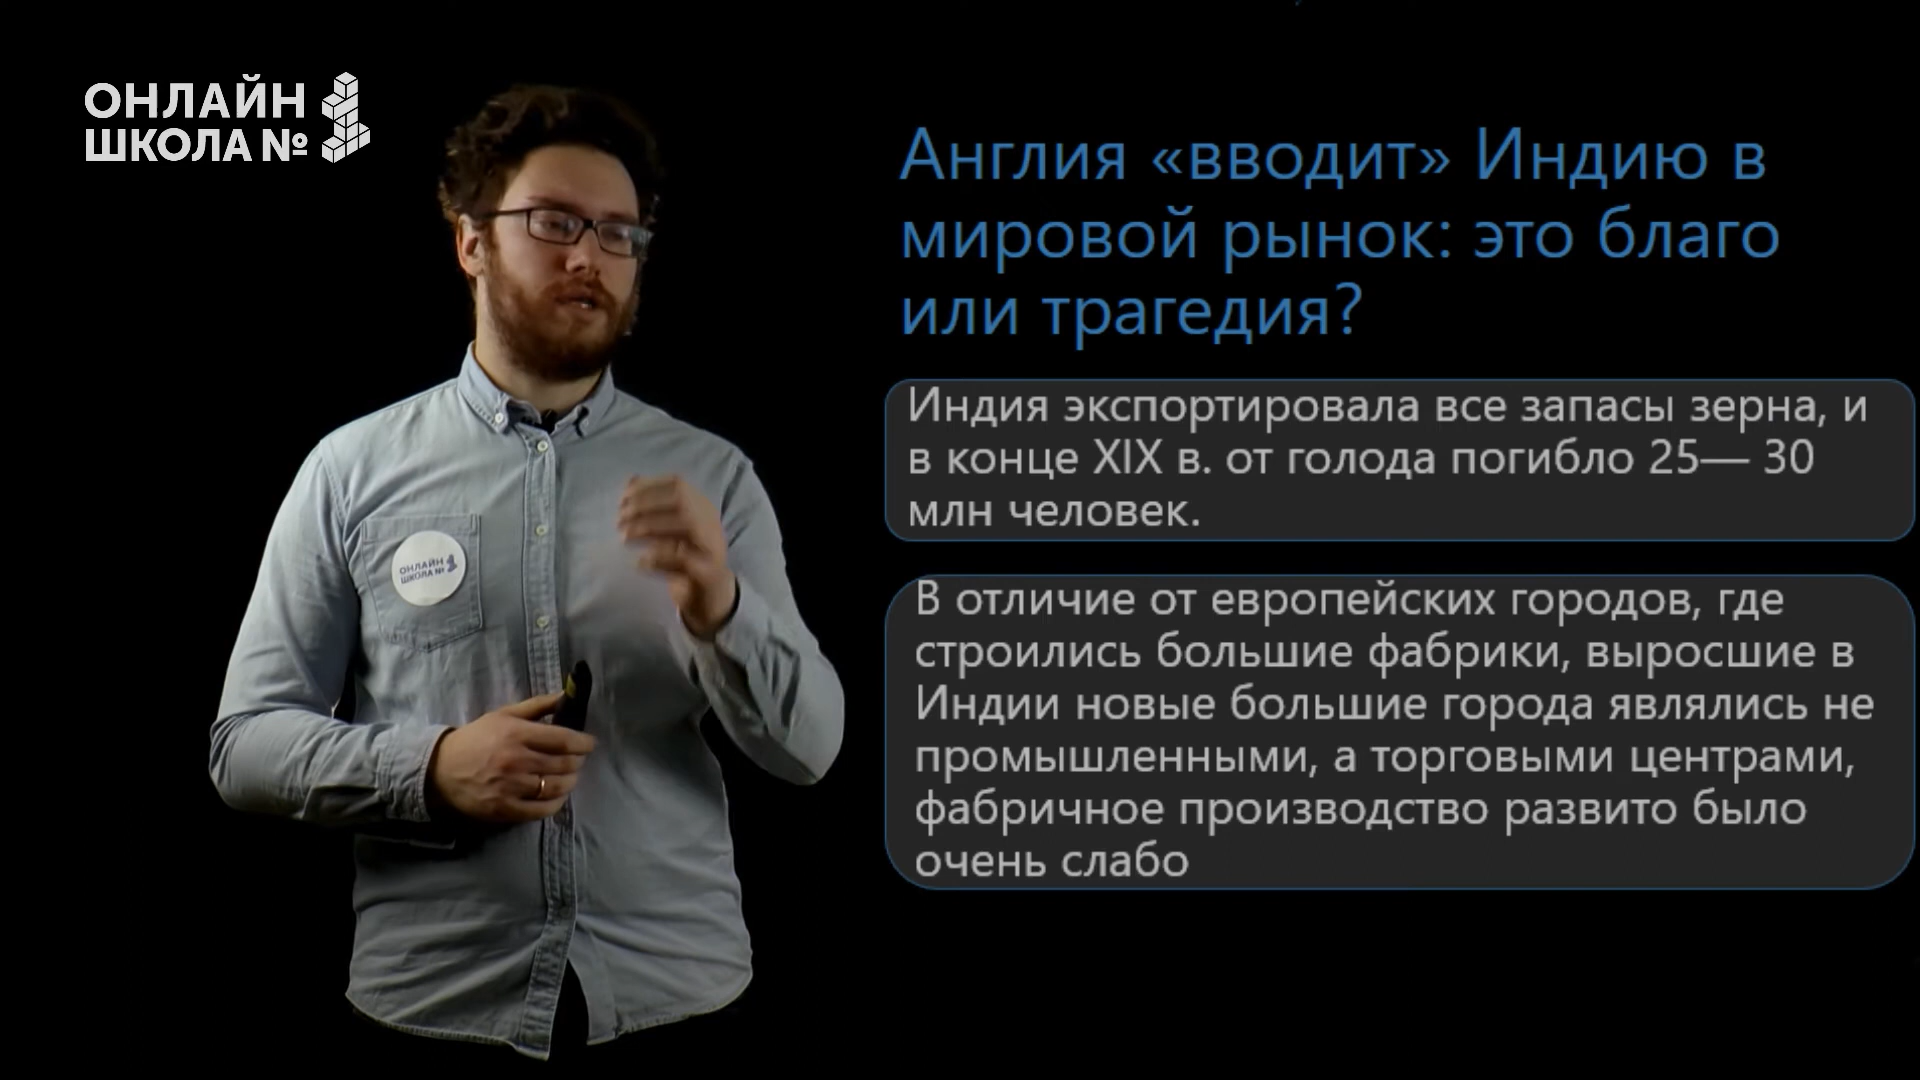 ОНЛАЙН
ШКОЛА №1
Англия «вводит» Индию в
мировой рынок: это благо
или трагедия?
Индия экспортировала все запасы зерна, и
в конце XIX в. от голода погибло 25— 30
млн человек.
В отличие от европейских городов, где
строились большие фабрики, выросшие в
Индии новые большие города являлись не
промышленными, а торговыми центрами,
фабричное производство развито было
очень слабо
ОНЛАЙН
ШКОЛА №1